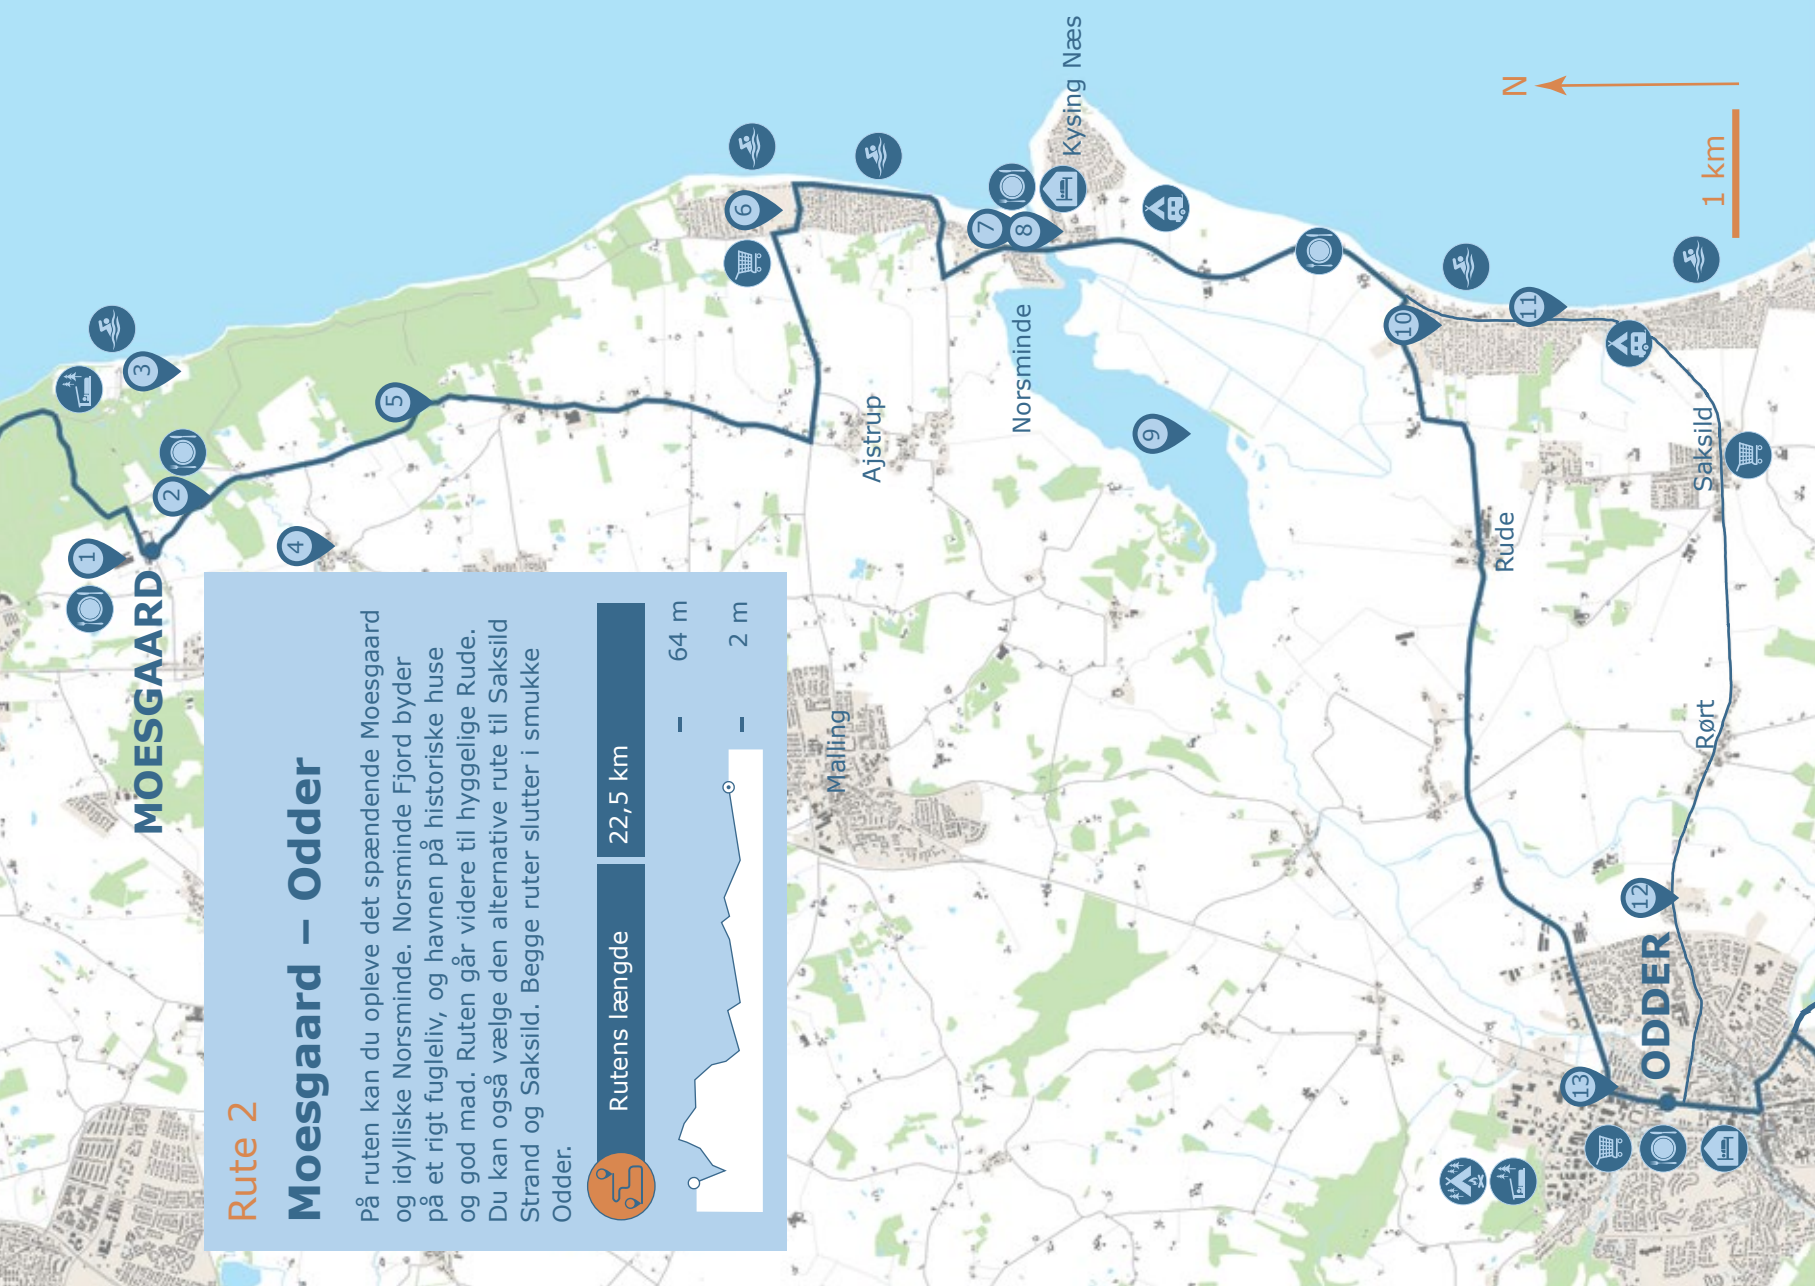 Rute 2
Moesgaard – Odder
På ruten kan du opleve det spændende Moesgaard
og idylliske Norsminde. Norsminde Fjord byder
på et rigt fugleliv, og havnen på historiske huse
og god mad. Ruten går videre til hyggelige Rude.
Du kan også vælge den alternative rute til Saksild
Strand og Saksild. Begge ruter slutter i smukke
Odder.
Rutens længde
22,5 km
64 m
2 m
MOESGAARD
1
2
3
4
5
6
7
8
9
10
11
12
13
Malling
Ajstrup
Norsminde
Kysing Næs
Rude
Saksild
Rørt
ODDER
N
1 km